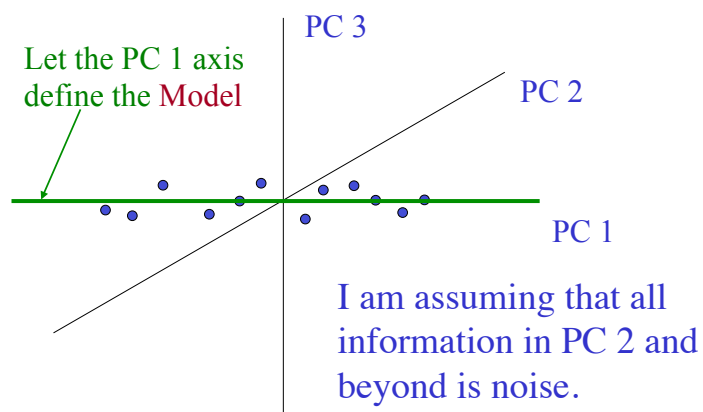 PC 3
Let the PC 1 axis
define the Model
PC 2
PC 1
I am assuming that all
information in PC 2 and
beyond is noise.